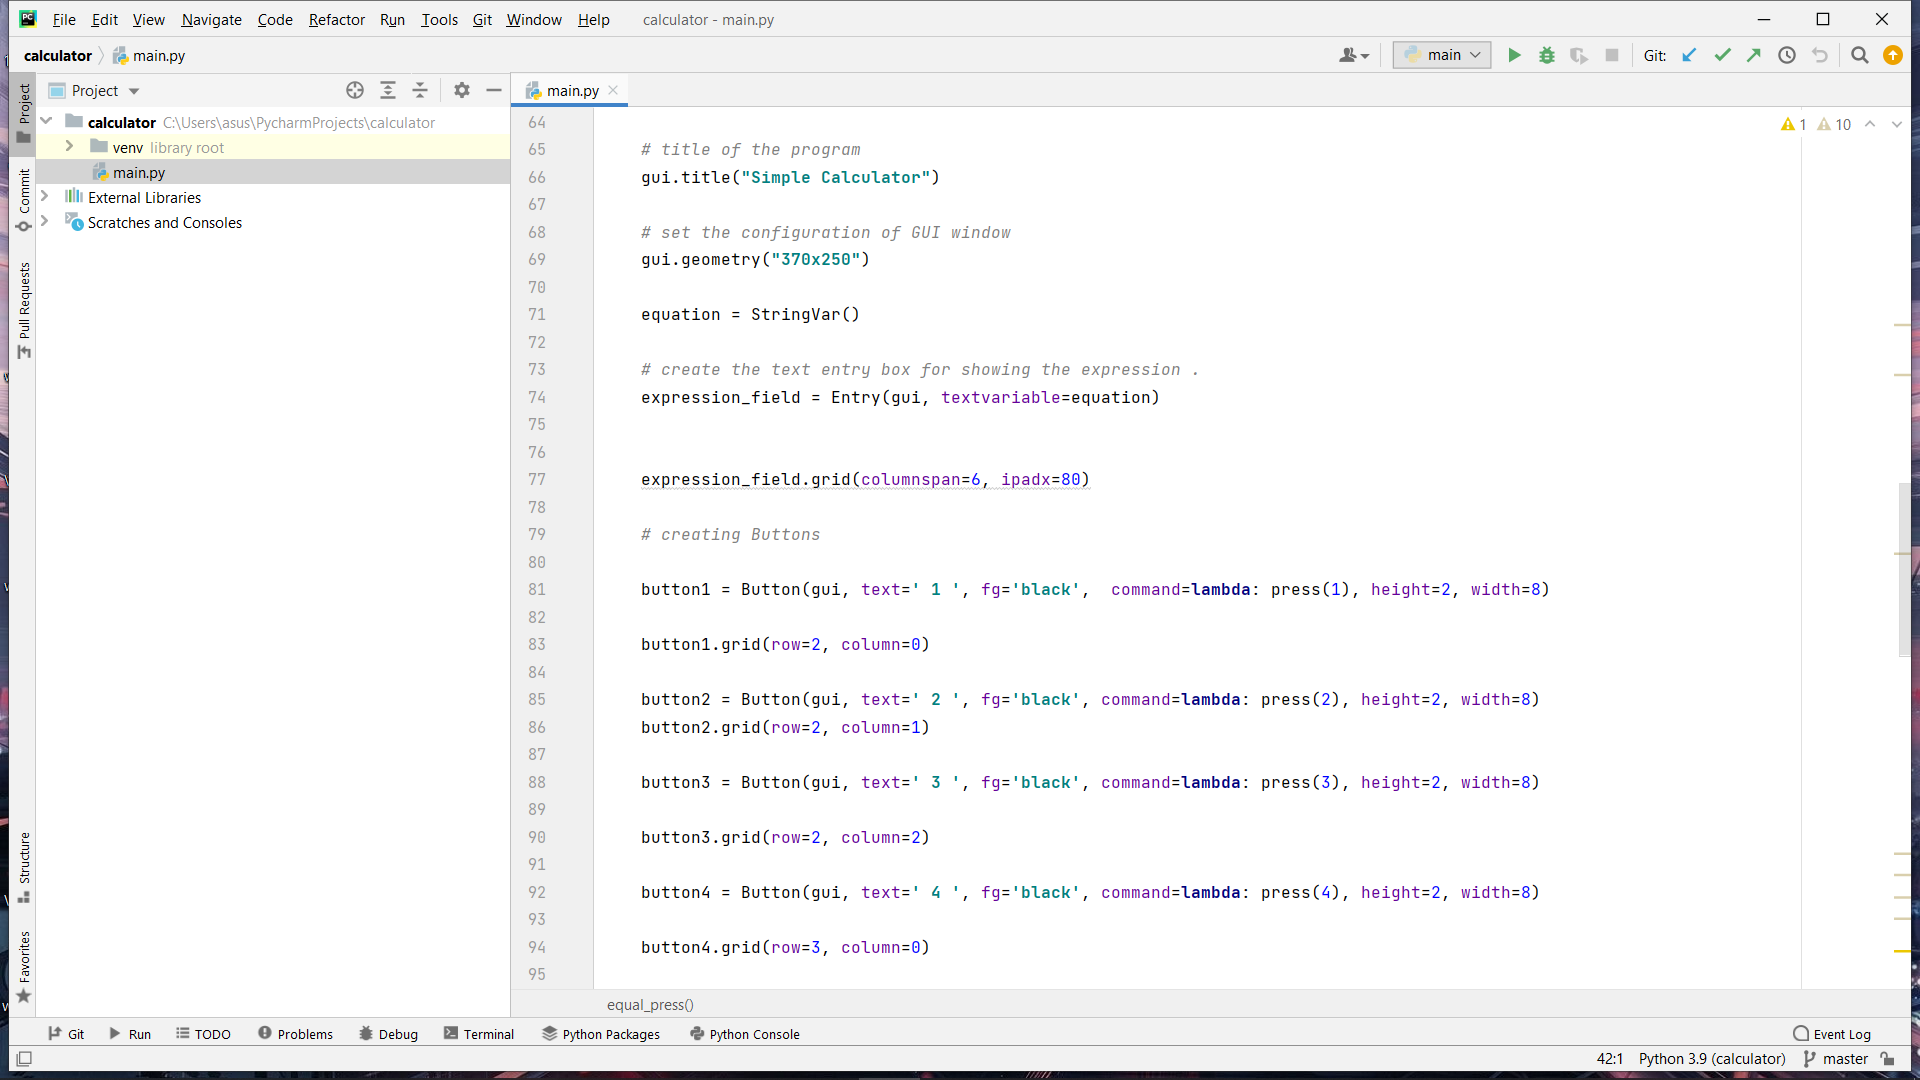 File Edit View Navigate Code Refactor Run Tools Git Window Help calculator - main.py
calculator main.py main Git:
Project main.py
calculator C:\Users\asus\PycharmProjects\calculator
venv library root
main.py
External Libraries
Scratches and Consoles
Project
Commit
Pull Requests
Structure
Favorites
1 10
64
65 # title of the program
66 gui.title("Simple Calculator")
67
68 # set the configuration of GUI window
69 gui.geometry("370x250")
70
71 equation = StringVar()
72
73 # create the text entry box for showing the expression .
74 expression_field = Entry(gui, textvariable=equation)
75
76
77 expression_field.grid(columnspan=6, ipadx=80)
78
79 # creating Buttons
80
81 button1 = Button(gui, text=' 1 ', fg='black',  command=lambda: press(1), height=2, width=8)
82
83 button1.grid(row=2, column=0)
84
85 button2 = Button(gui, text=' 2 ', fg='black', command=lambda: press(2), height=2, width=8)
86 button2.grid(row=2, column=1)
87
88 button3 = Button(gui, text=' 3 ', fg='black', command=lambda: press(3), height=2, width=8)
89
90 button3.grid(row=2, column=2)
91
92 button4 = Button(gui, text=' 4 ', fg='black', command=lambda: press(4), height=2, width=8)
93
94 button4.grid(row=3, column=0)
95
equal_press()
Git Run TODO Problems Debug Terminal Python Packages Python Console Event Log
42:1 Python 3.9 (calculator) master